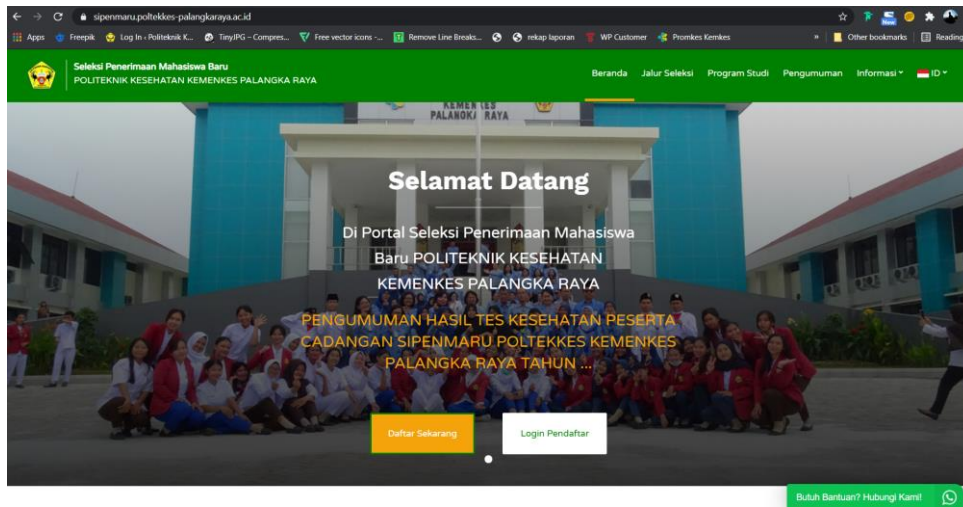 sipenmaru.poltekkes-palangkaraya.ac.id
Apps Freepik Log In ‹ Politeknik K... TinyJPG – Compres... Free vector icons -... Remove Line Breaks... rekap laporan WP Customer Promkes Kemkes » Other bookmarks Reading
Seleksi Penerimaan Mahasiswa Baru
POLITEKNIK KESEHATAN KEMENKES PALANGKA RAYA
Beranda Jalur Seleksi Program Studi Pengumuman Informasi ID
KEMENKES
PALANGKA RAYA
Selamat Datang
Di Portal Seleksi Penerimaan Mahasiswa
Baru POLITEKNIK KESEHATAN
KEMENKES PALANGKA RAYA
PENGUMUMAN HASIL TES KESEHATAN PESERTA
CADANGAN SIPENMARU POLTEKKES KEMENKES
PALANGKA RAYA TAHUN ...
Daftar Sekarang Login Pendaftar
Butuh Bantuan? Hubungi Kami!